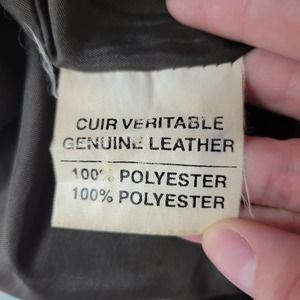 CUIR VERITABLE
GENUINE LEATHER
100% POLYESTER
100% POLYESTER